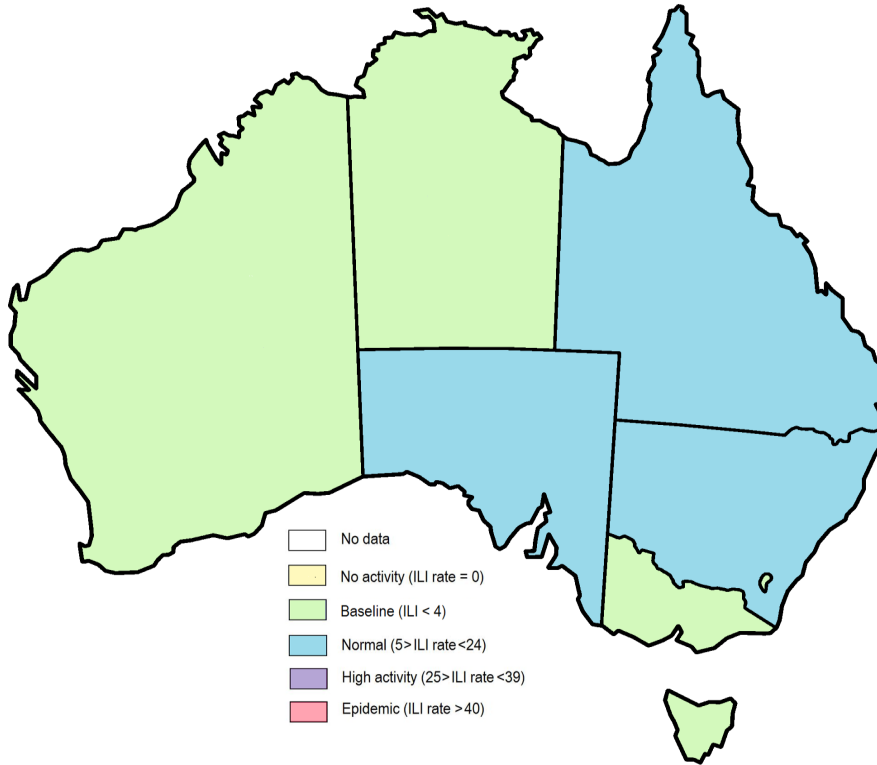 No data
No activity (ILI rate = 0)
Baseline (ILI < 4)
Normal (5>ILI rate<24)
High activity (25>ILI rate<39)
Epidemic (ILI rate >40)